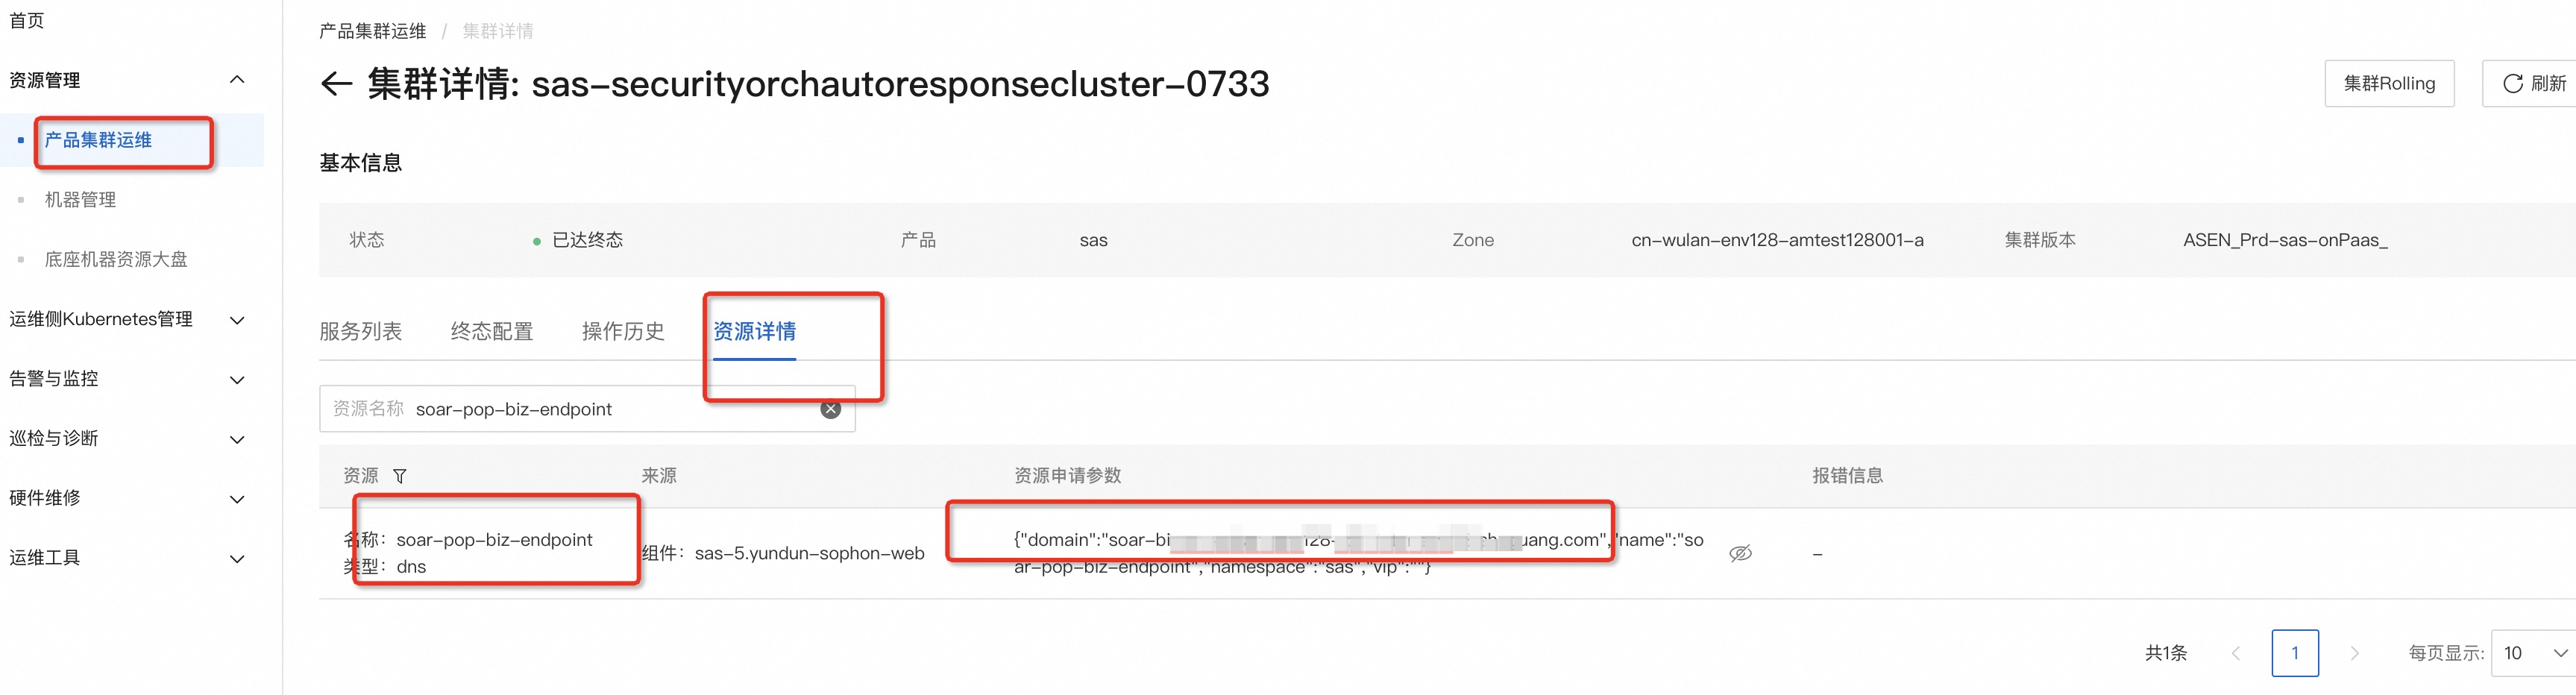 首页
资源管理
产品集群运维
机器管理
底座机器资源大盘
运维侧Kubernetes管理
告警与监控
巡检与诊断
硬件维修
运维工具
产品集群运维 / 集群详情
集群详情: sas-securityorchautoresponsecluster-0733
集群Rolling 刷新
基本信息
状态 已达终态 产品 sas Zone cn-wulan-env128-amtest128001-a 集群版本 ASEN_Prd-sas-onPaas_
服务列表 终态配置 操作历史 资源详情
资源名称 soar-pop-biz-endpoint
资源 来源 资源申请参数 报错信息
名称: soar-pop-biz-endpoint
类型: dns
组件: sas-5.yundun-sophon-web
{"domain":"soar-bi 128- uang.com","name":"so
ar-pop-biz-endpoint","namespace":"sas","vip":""}
–
共1条 1 每页显示: 10